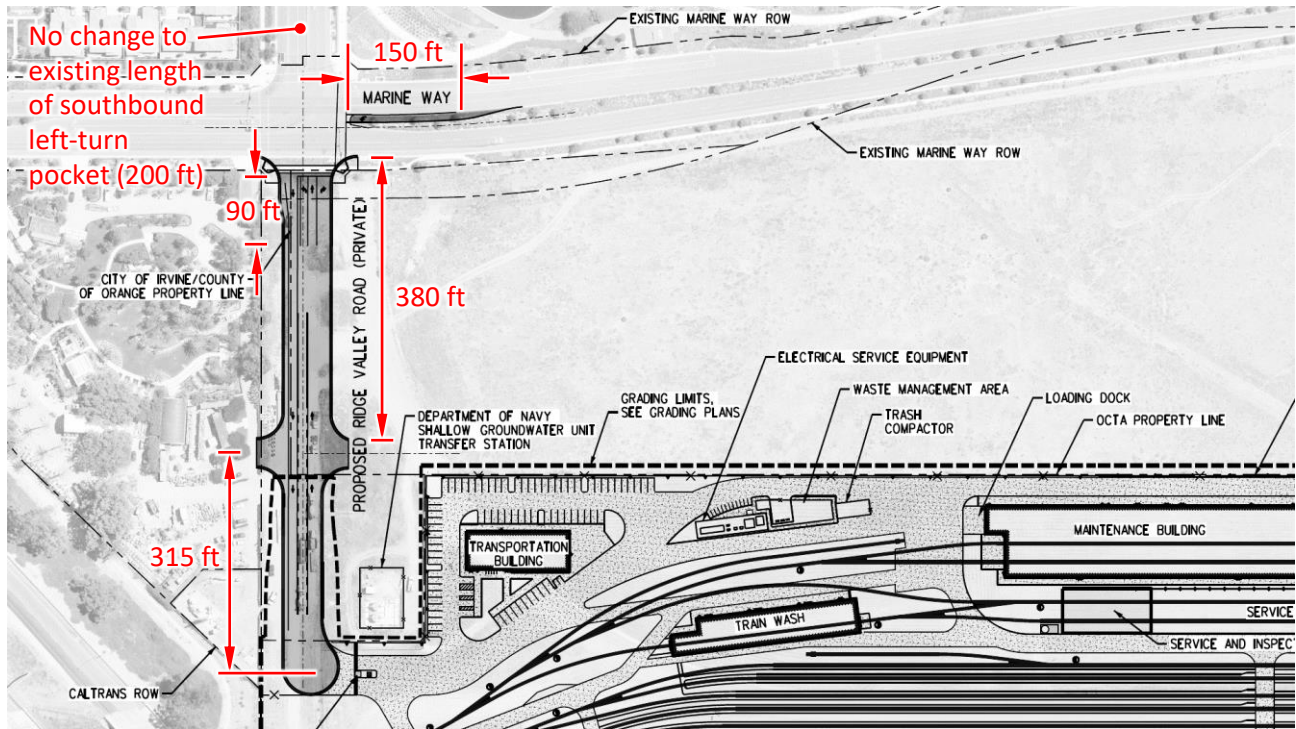 No change to
existing length
of southbound
left-turn
pocket (200 ft)
150 ft
EXISTING MARINE WAY ROW
MARINE WAY
EXISTING MARINE WAY ROW
90 ft
CITY OF IRVINE/COUNTY
OF ORANGE PROPERTY LINE
380 ft
PROPOSED RIDGE VALLEY ROAD (PRIVATE)
315 ft
DEPARTMENT OF NAVY
SHALLOW GROUNDWATER UNIT
TRANSFER STATION
GRADING LIMITS,
SEE GRADING PLANS
ELECTRICAL SERVICE EQUIPMENT
WASTE MANAGEMENT AREA
TRASH
COMPACTOR
LOADING DOCK
OCTA PROPERTY LINE
TRANSPORTATION
BUILDING
MAINTENANCE BUILDING
TRAIN WASH
SERVICE
SERVICE AND INSPECT
CALTRANS ROW